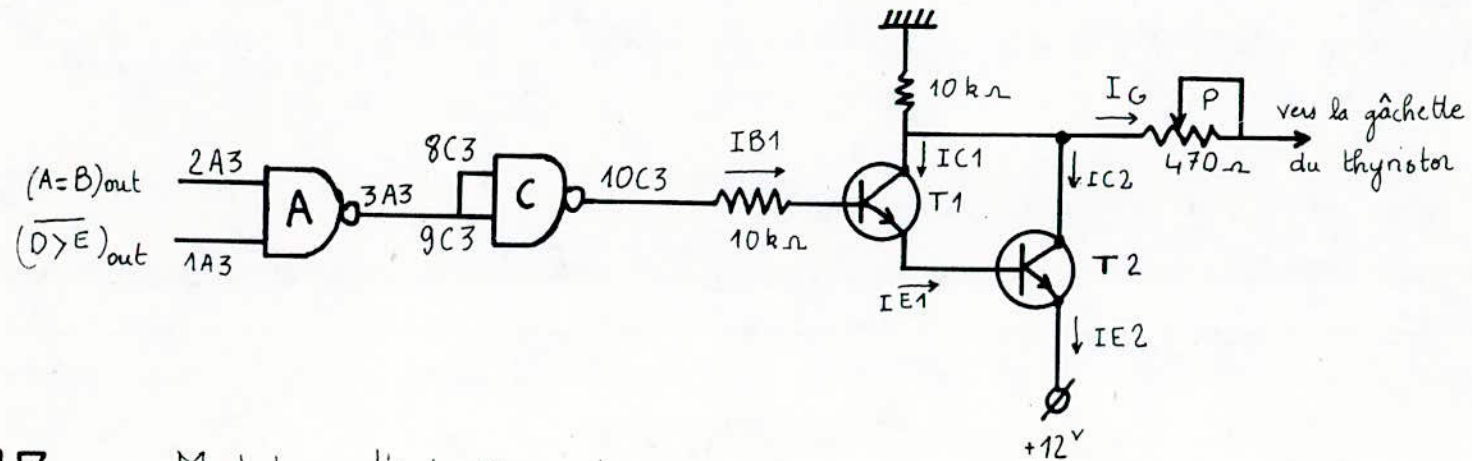 10kΩ
IG
P
vers la gâchette
470Ω
du thyristor
(A=B)out
2A3
A
3A3
8C3
C
10C3
IB1
IC1
T1
IC2
(D>E)out
1A3
9C3
10kΩ
IE1
T2
IE2
+12V